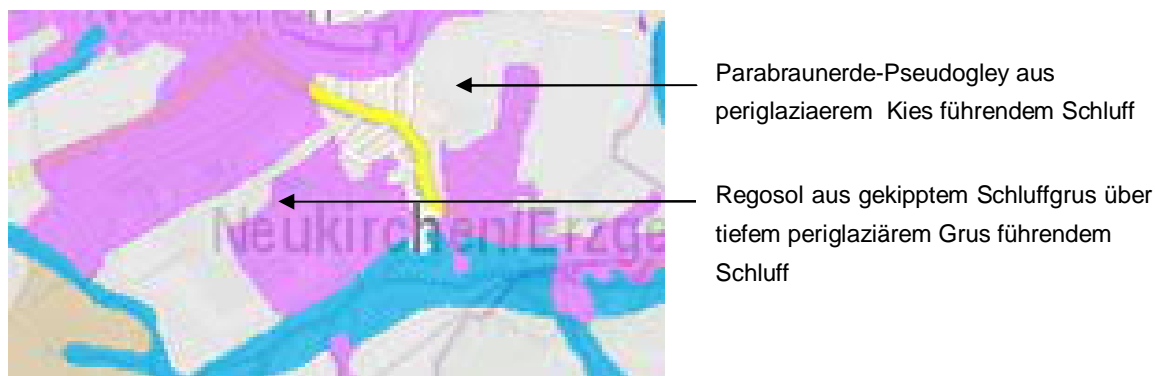 Neukirchen
Parabraunerde-Pseudogley aus
periglaziaerem Kies führendem Schluff
Regosol aus gekipptem Schluffgrus über
tiefem periglaziärem Grus führendem
Schluff
Neukirchen/Erzge